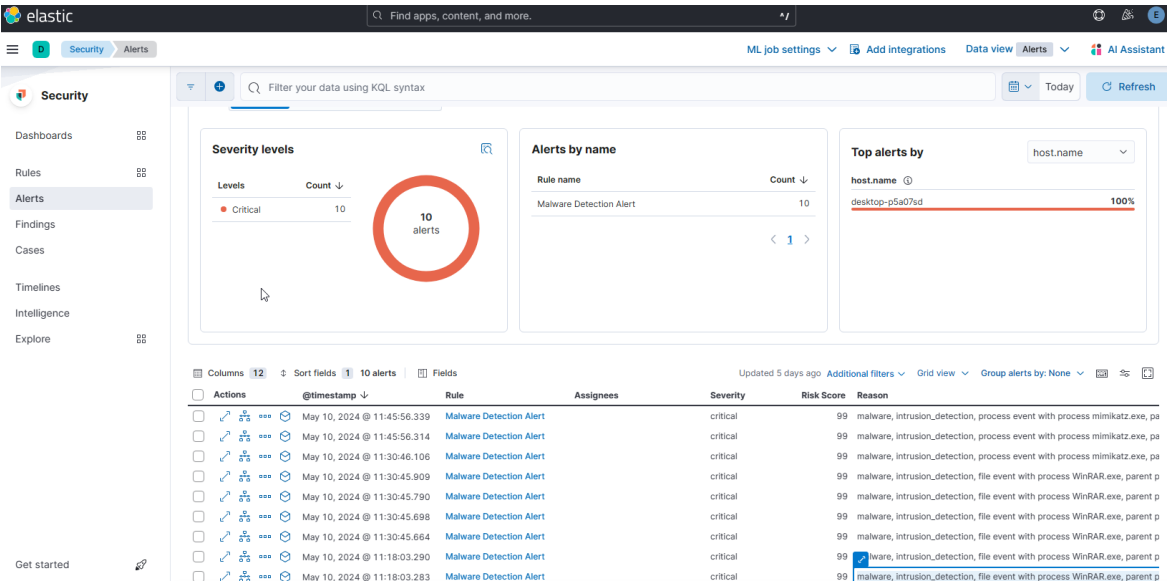 elastic
Find apps, content, and more.
^/
E
D
Security
Alerts
ML job settings
Add integrations
Data view Alerts
AI Assistant
Security
Filter your data using KQL syntax
Today
Refresh
Dashboards
Rules
Alerts
Findings
Cases
Timelines
Intelligence
Explore
Get started
Severity levels
Levels Count
Critical 10
10
alerts
Alerts by name
Rule name Count
Malware Detection Alert 10
1
Top alerts by host.name
host.name
desktop-p5a07sd 100%
Columns 12 Sort fields 1 10 alerts Fields
Updated 5 days ago Additional filters Grid view Group alerts by: None
Actions @timestamp Rule Assignees Severity Risk Score Reason
May 10, 2024 @ 11:45:56.339 Malware Detection Alert critical 99 malware, intrusion_detection, process event with process mimikatz.exe, pa
May 10, 2024 @ 11:45:56.314 Malware Detection Alert critical 99 malware, intrusion_detection, process event with process mimikatz.exe, pa
May 10, 2024 @ 11:30:46.106 Malware Detection Alert critical 99 malware, intrusion_detection, process event with process mimikatz.exe, pa
May 10, 2024 @ 11:30:45.909 Malware Detection Alert critical 99 malware, intrusion_detection, file event with process WinRAR.exe, parent p
May 10, 2024 @ 11:30:45.790 Malware Detection Alert critical 99 malware, intrusion_detection, file event with process WinRAR.exe, parent p
May 10, 2024 @ 11:30:45.698 Malware Detection Alert critical 99 malware, intrusion_detection, file event with process WinRAR.exe, parent p
May 10, 2024 @ 11:30:45.664 Malware Detection Alert critical 99 malware, intrusion_detection, file event with process WinRAR.exe, parent p
May 10, 2024 @ 11:18:03.290 Malware Detection Alert critical 99 lware, intrusion_detection, file event with process WinRAR.exe, parent p
May 10, 2024 @ 11:18:03.283 Malware Detection Alert critical 99 malware, intrusion_detection, file event with process WinRAR.exe, parent p